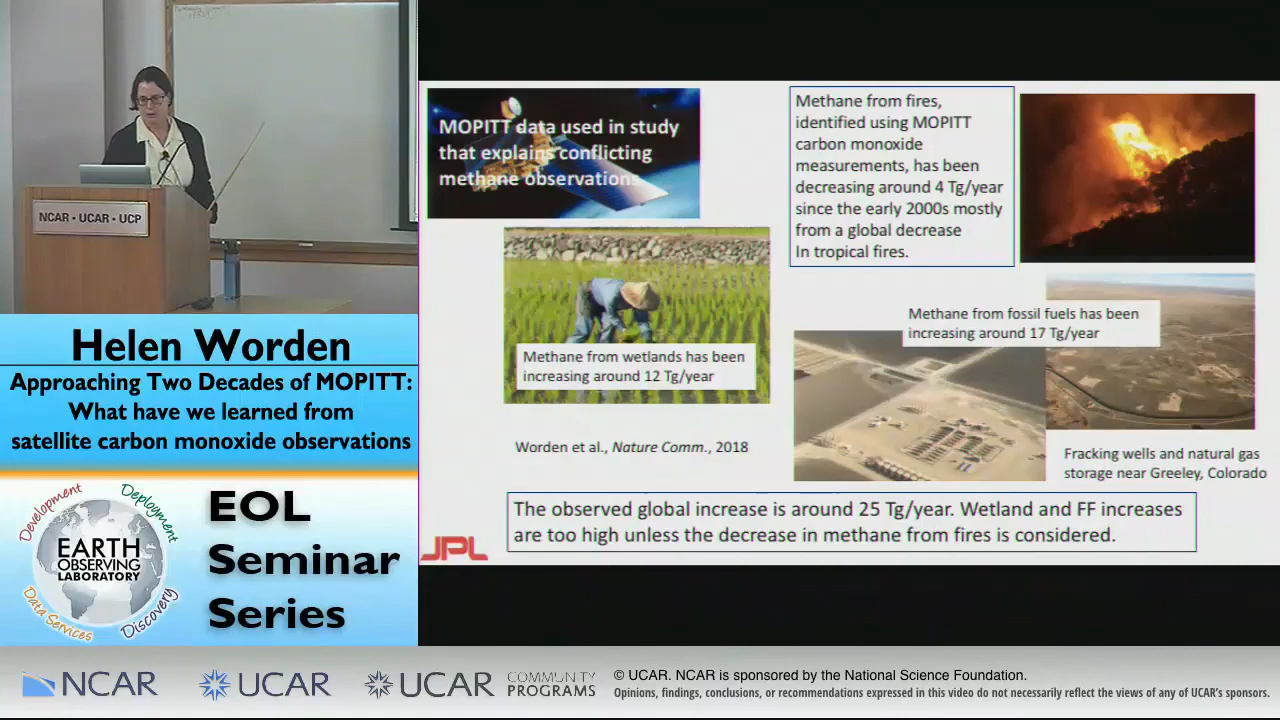 NCAR • UCAR • UCP
Helen Worden
Approaching Two Decades of MOPITT:
What have we learned from
satellite carbon monoxide observations
Development
Deployment
EARTH
OBSERVING
LABORATORY
Data Services
Discovery
EOL
Seminar
Series
MOPITT data used in study
that explains conflicting
methane observations.
Methane from fires,
identified using MOPITT
carbon monoxide
measurements, has been
decreasing around 4 Tg/year
since the early 2000s mostly
from a global decrease
In tropical fires.
Methane from wetlands has been
increasing around 12 Tg/year
Methane from fossil fuels has been
increasing around 17 Tg/year
Worden et al., Nature Comm., 2018
Fracking wells and natural gas
storage near Greeley, Colorado
The observed global increase is around 25 Tg/year. Wetland and FF increases
are too high unless the decrease in methane from fires is considered.
JPL
NCAR
UCAR
UCAR
COMMUNITY
PROGRAMS
© UCAR. NCAR is sponsored by the National Science Foundation.
Opinions, findings, conclusions, or recommendations expressed in this video do not necessarily reflect the views of any of UCAR's sponsors.